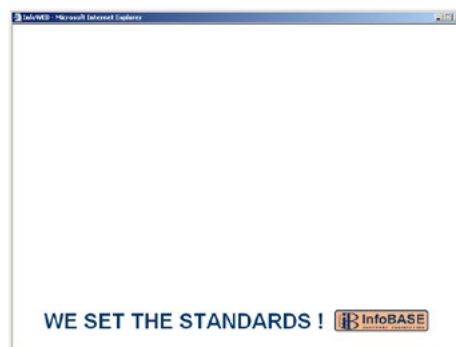 InfoWEB - Microsoft Internet Explorer
WE SET THE STANDARDS !
InfoBASE